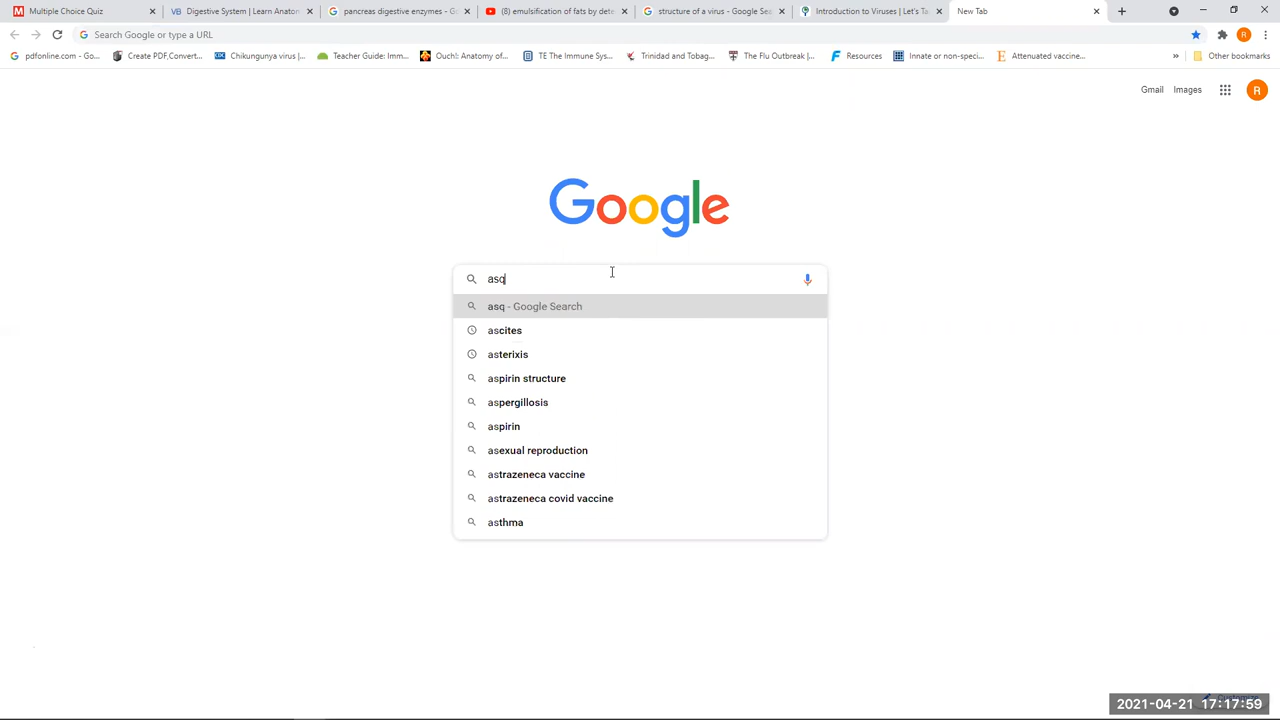 Multiple Choice Quiz
Digestive System | Learn Anaton
pancreas digestive enzymes - G
(8) emulsification of fats by dete
structure of a virus - Google Sea
Introduction to Viruses | Let's Ta
New Tab
Search Google or type a URL
pdfonline.com - Go...
Create PDF,Convert...
Chikungunya virus |...
Teacher Guide: Imm...
Ouch!: Anatomy of...
TE The Immune Sys...
Trinidad and Tobag...
The Flu Outbreak |...
Resources
Innate or non-speci...
Attenuated vaccine...
»
Other bookmarks
Gmail Images
R
Google
asq
asq - Google Search
ascites
asterixis
aspirin structure
aspergillosis
aspirin
asexual reproduction
astrazeneca vaccine
astrazeneca covid vaccine
asthma
Customize
2021-04-21 17:17:59